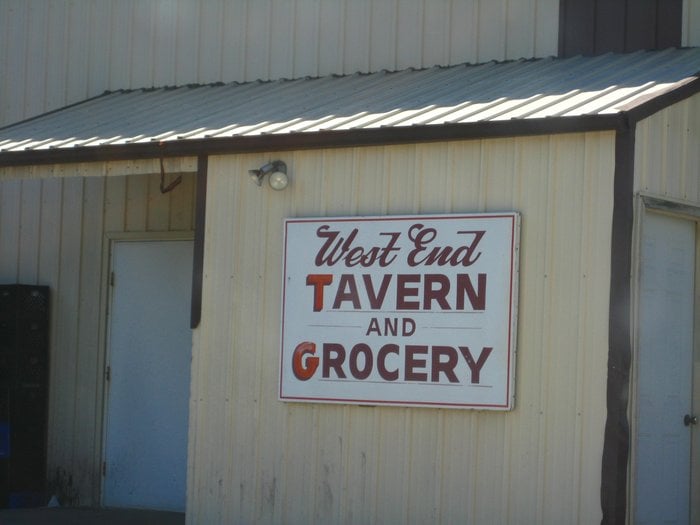 West End
TAVERN
AND
GROCERY